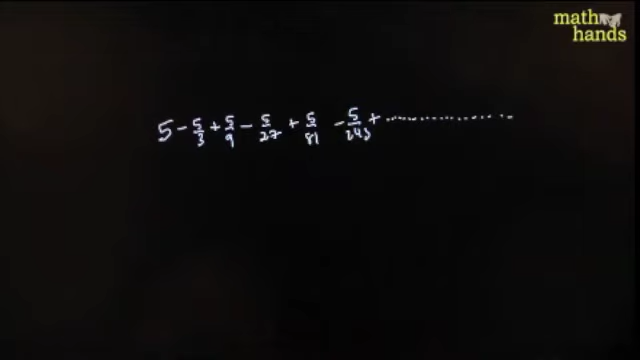 math
hands
5 - 5/3 + 5/9 - 5/27 + 5/81 - 5/243 + ........................